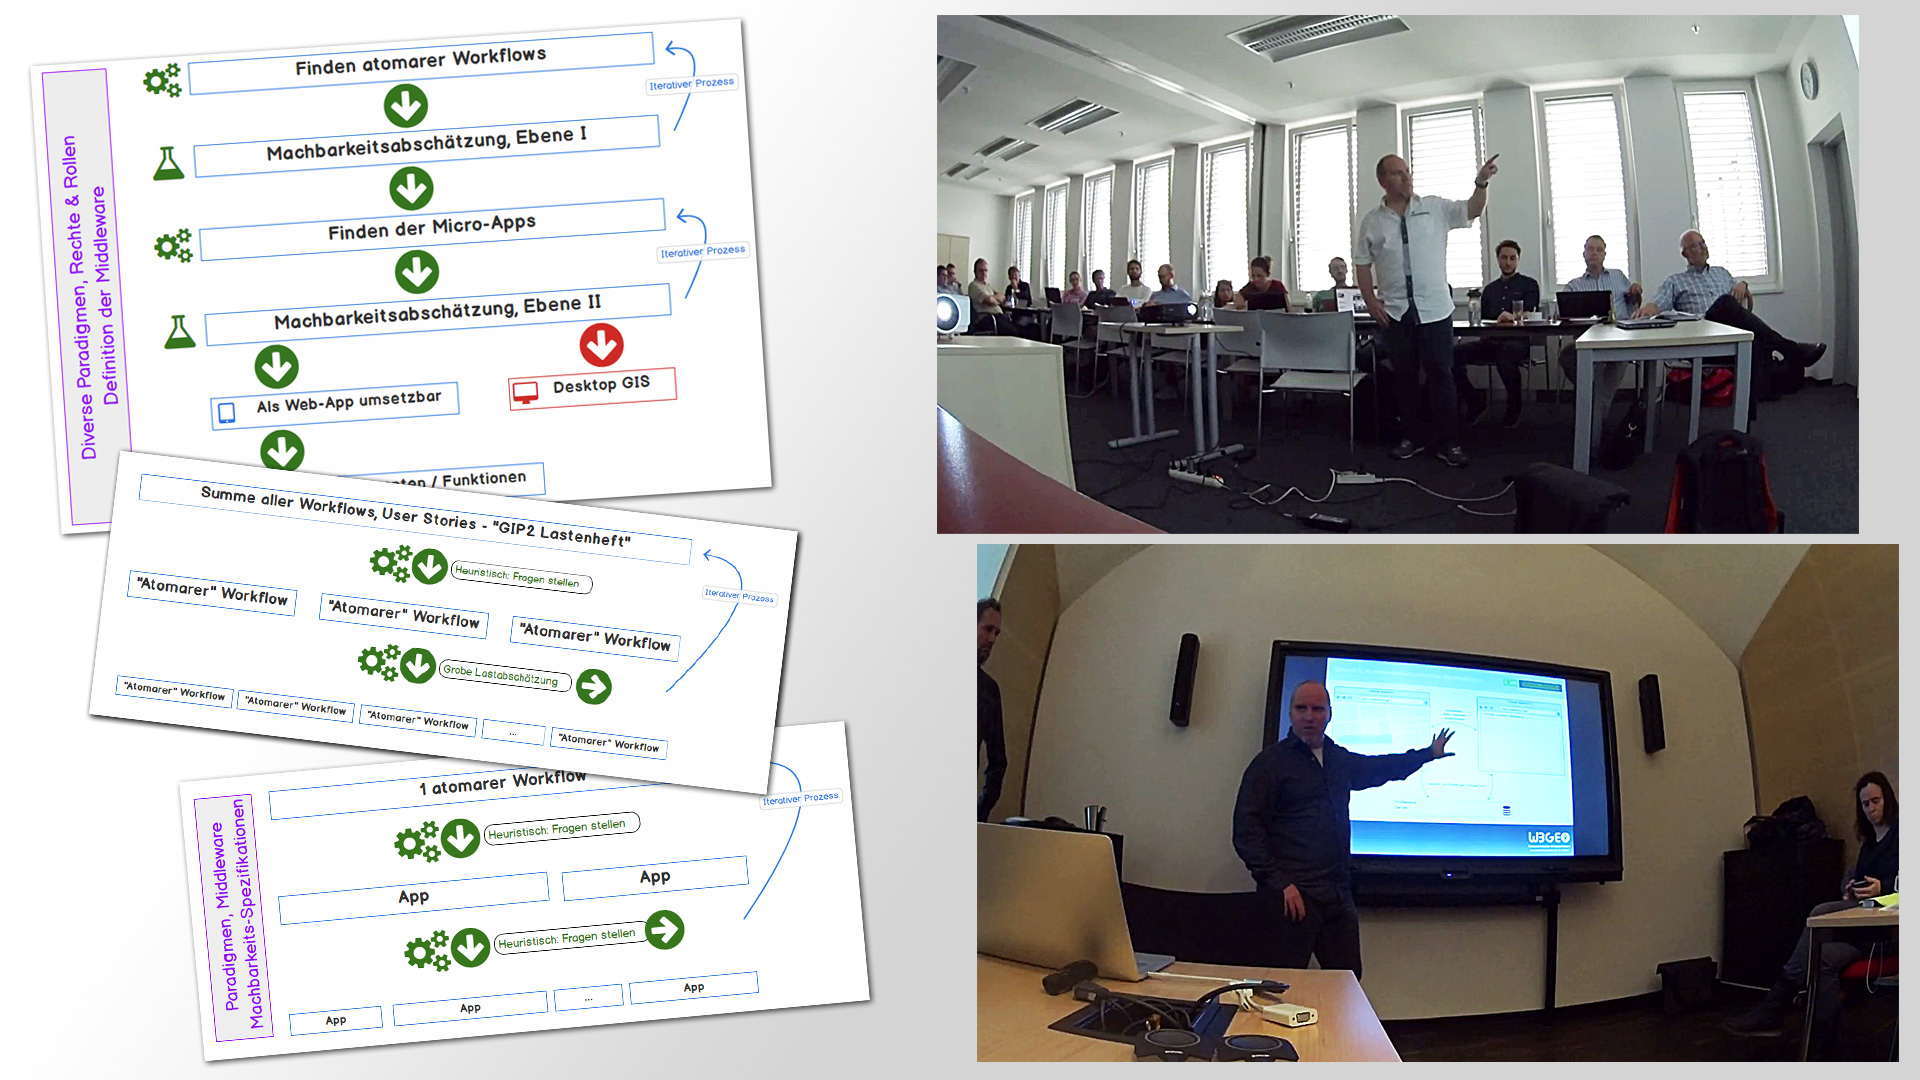 Diverse Paradigmen, Rechte & Rollen
Definition der Middleware
Finden atomarer Workflows
Iterativer Prozess
Machbarkeitsabschätzung, Ebene I
Finden der Micro-Apps
Iterativer Prozess
Machbarkeitsabschätzung, Ebene II
Als Web-App umsetzbar
Desktop GIS
/ Funktionen
Summe aller Workflows, User Stories - "GIP2 Lastenheft"
Heuristisch: Fragen stellen
Iterativer Prozess
"Atomarer" Workflow
"Atomarer" Workflow
"Atomarer" Workflow
Grobe Lastabschätzung
"Atomarer" Workflow
"Atomarer" Workflow
"Atomarer" Workflow
...
"Atomarer" Workflow
Paradigmen, Middleware
Machbarkeits-Spezifikationen
1 atomarer Workflow
Iterativer Prozess
Heuristisch: Fragen stellen
App
App
Heuristisch: Fragen stellen
App
App
...
App
W3GEO